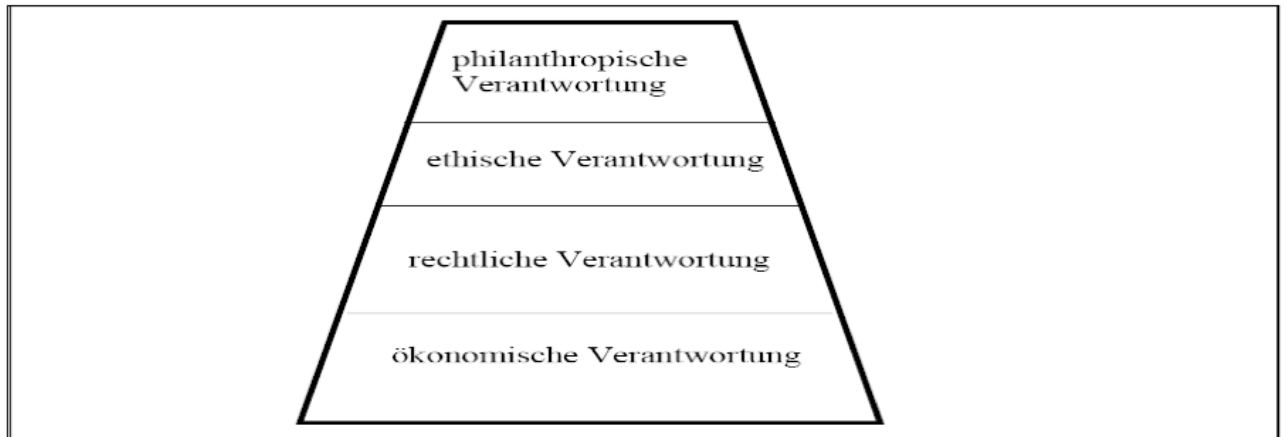 philanthropische
Verantwortung
ethische Verantwortung
rechtliche Verantwortung
ökonomische Verantwortung